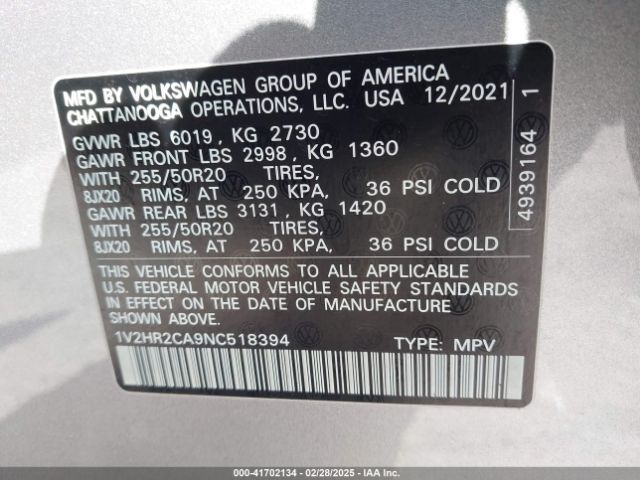 MFD BY VOLKSWAGEN GROUP OF AMERICA
CHATTANOOGA OPERATIONS, LLC. USA 12/2021
GVWR LBS 6019, KG 2730
GAWR FRONT LBS 2998, KG 1360
WITH 255/50R20 TIRES,
8JX20 RIMS, AT 250 KPA, 36 PSI COLD
GAWR REAR LBS 3131, KG 1420
WITH 255/50R20 TIRES,
8JX20 RIMS, AT 250 KPA, 36 PSI COLD
THIS VEHICLE CONFORMS TO ALL APPLICABLE
U.S. FEDERAL MOTOR VEHICLE SAFETY STANDARDS
IN EFFECT ON THE DATE OF MANUFACTURE
SHOWN ABOVE
1V2HR2CA9NC518394 TYPE: MPV
4939164 1
000-41702134 - 02/28/2025 - IAA Inc.